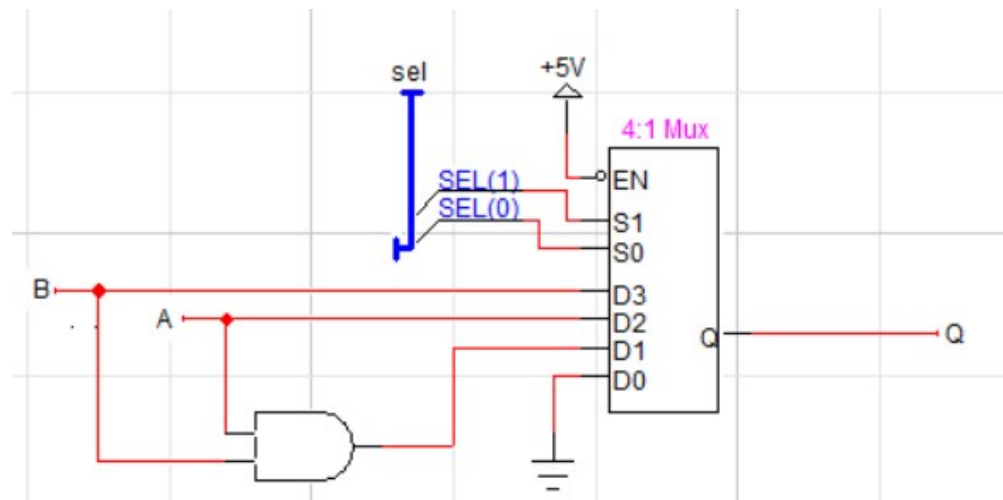 sel
+5V
4:1 Mux
SEL(1)
EN
SEL(0)
S1
S0
B
D3
A
D2
D1
Q
Q
D0